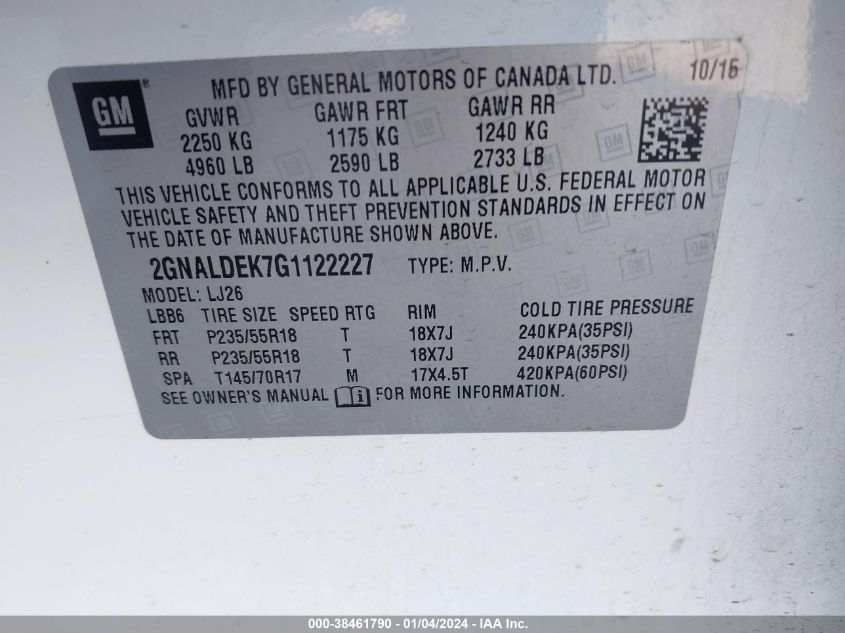 GM ® MFD BY GENERAL MOTORS OF CANADA LTD. 10/15
GVWR GAWR FRT GAWR RR
2250 KG 1175 KG 1240 KG
4960 LB 2590 LB 2733 LB
THIS VEHICLE CONFORMS TO ALL APPLICABLE U.S. FEDERAL MOTOR
VEHICLE SAFETY AND THEFT PREVENTION STANDARDS IN EFFECT ON
THE DATE OF MANUFACTURE SHOWN ABOVE.
2GNALDEK7G1122227 TYPE: M.P.V.
MODEL: LJ26
LBB6 TIRE SIZE SPEED RTG RIM COLD TIRE PRESSURE
FRT P235/55R18 T 18X7J 240KPA(35PSI)
RR P235/55R18 T 18X7J 240KPA(35PSI)
SPA T145/70R17 M 17X4.5T 420KPA(60PSI)
SEE OWNER'S MANUAL FOR MORE INFORMATION.
000-38461790 - 01/04/2024 - IAA Inc.